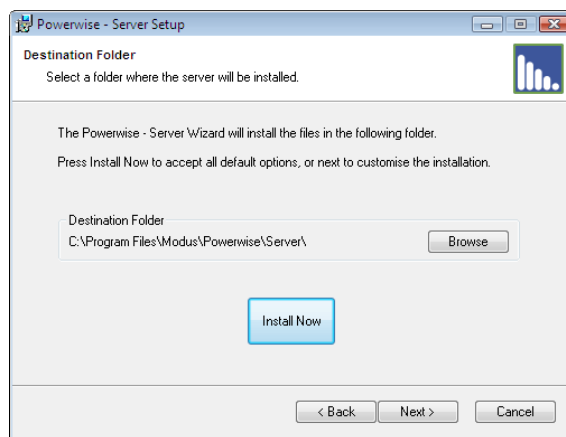 Powerwise - Server Setup
Destination Folder
Select a folder where the server will be installed.
The Powerwise - Server Wizard will install the files in the following folder.
Press Install Now to accept all default options, or next to customise the installation.
Destination Folder
C:\Program Files\Modus\Powerwise\Server\
Browse
Install Now
< Back
Next >
Cancel